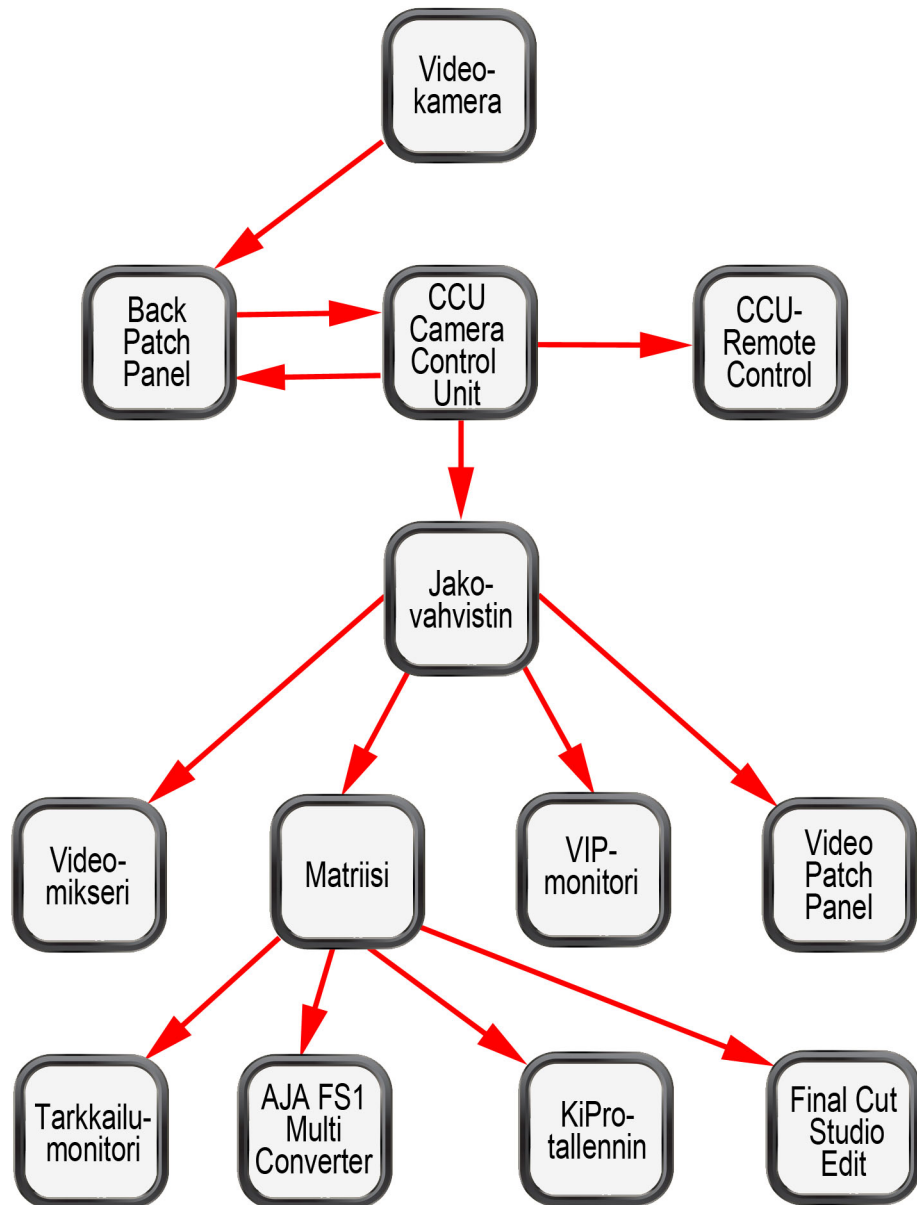 Video-
kamera
Back
Patch
Panel
CCU
Camera
Control
Unit
CCU-
Remote
Control
Jako-
vahvistin
Video-
mikseri
Matriisi
VIP-
monitori
Video
Patch
Panel
Tarkkailu-
monitori
AJA FS1
Multi
Converter
KiPro-
tallennin
Final Cut
Studio
Edit